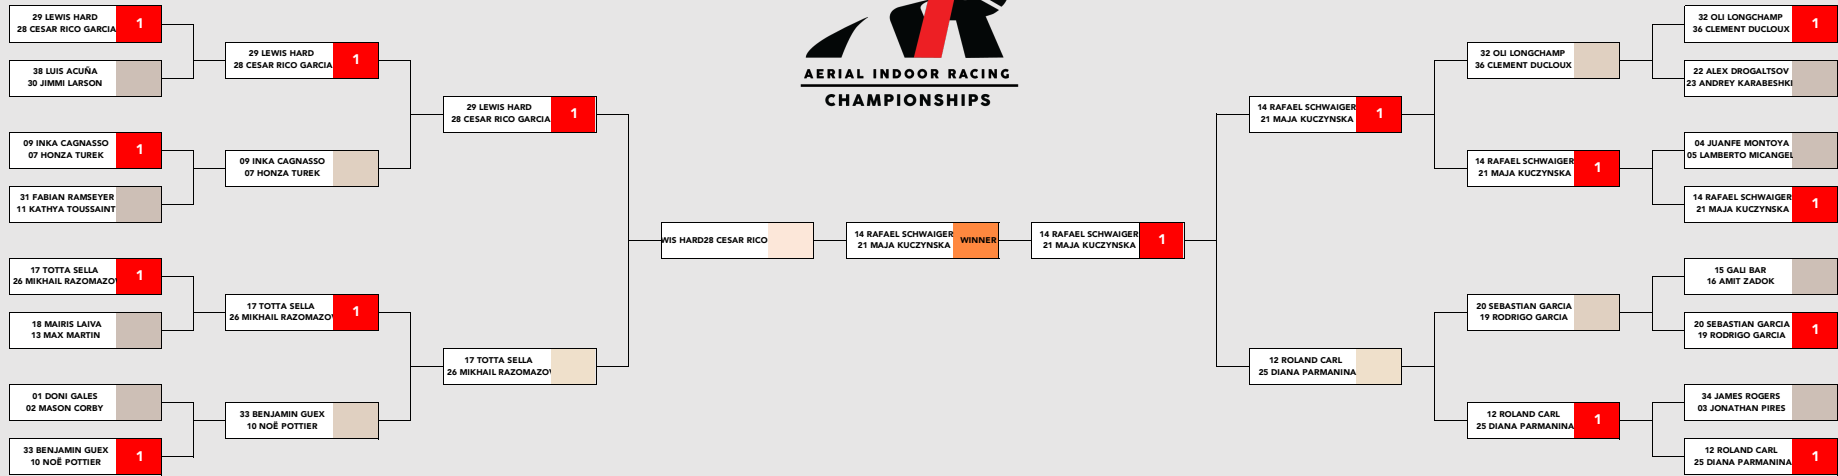 29 LEWIS HARD
28 CESAR RICO GARCIA
1
38 LUIS ACUÑA
30 JIMMI LARSON
09 INKA CAGNASSO
07 HONZA TUREK
1
31 FABIAN RAMSEYER
11 KATHYA TOUSSAINT
17 TOTTA SELLA
26 MIKHAIL RAZOMAZOV
1
18 MAIRIS LAIVA
13 MAX MARTIN
01 DONI GALES
02 MASON CORBY
33 BENJAMIN GUEX
10 NOË POTTIER
1
29 LEWIS HARD
28 CESAR RICO GARCIA
1
09 INKA CAGNASSO
07 HONZA TUREK
17 TOTTA SELLA
26 MIKHAIL RAZOMAZOV
1
33 BENJAMIN GUEX
10 NOË POTTIER
29 LEWIS HARD
28 CESAR RICO GARCIA
1
17 TOTTA SELLA
26 MIKHAIL RAZOMAZOV
WIS HARD28 CESAR RICO
AERIAL INDOOR RACING
CHAMPIONSHIPS
14 RAFAEL SCHWAIGER
21 MAJA KUCZYNSKA
WINNER
14 RAFAEL SCHWAIGER
21 MAJA KUCZYNSKA
1
14 RAFAEL SCHWAIGER
21 MAJA KUCZYNSKA
1
12 ROLAND CARL
25 DIANA PARMANINA
32 OLI LONGCHAMP
36 CLEMENT DUCLOUX
14 RAFAEL SCHWAIGER
21 MAJA KUCZYNSKA
1
20 SEBASTIAN GARCIA
19 RODRIGO GARCIA
12 ROLAND CARL
25 DIANA PARMANINA
1
32 OLI LONGCHAMP
36 CLEMENT DUCLOUX
1
22 ALEX DROGALTSOV
23 ANDREY KARABESHKI
04 JUANFE MONTOYA
05 LAMBERTO MICANGEL
14 RAFAEL SCHWAIGER
21 MAJA KUCZYNSKA
1
15 GALI BAR
16 AMIT ZADOK
20 SEBASTIAN GARCIA
19 RODRIGO GARCIA
1
34 JAMES ROGERS
03 JONATHAN PIRES
12 ROLAND CARL
25 DIANA PARMANINA
1